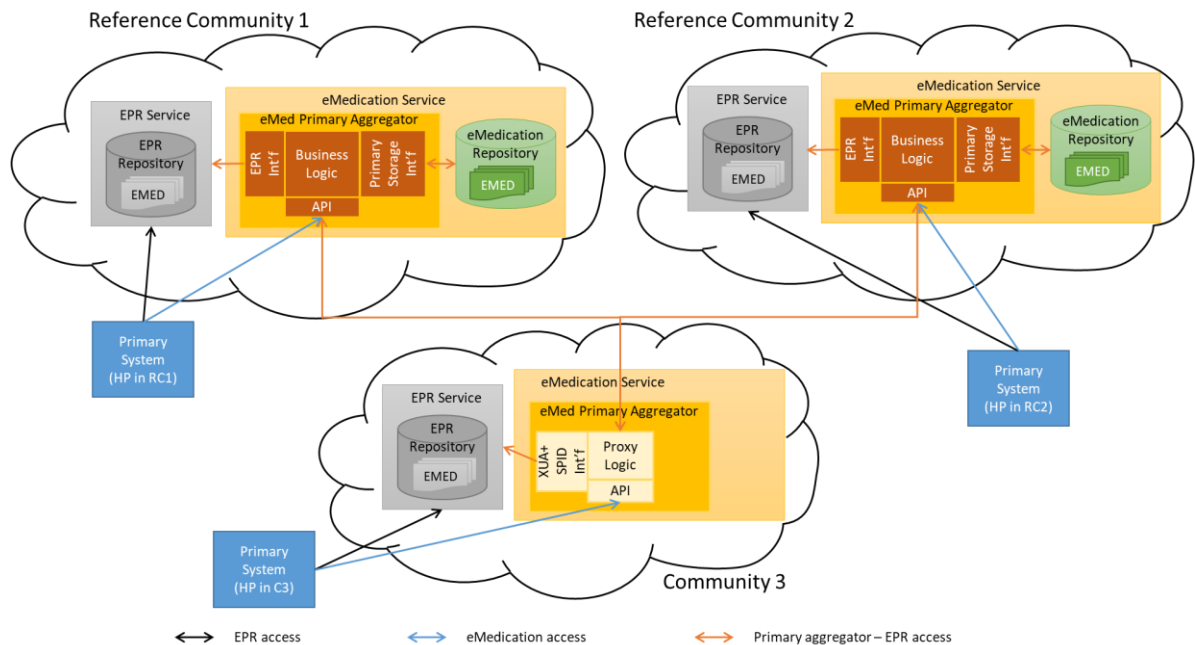 Reference Community 1
EPR Service
EPR
Repository
EMED
eMedication Service
eMed Primary Aggregator
EPR
Int'f
Business
Logic
Primary
Storage
Int'f
API
eMedication
Repository
EMED
Reference Community 2
EPR Service
EPR
Repository
EMED
eMedication Service
eMed Primary Aggregator
EPR
Int'f
Business
Logic
Primary
Storage
Int'f
API
eMedication
Repository
EMED
Primary
System
(HP in RC1)
Primary
System
(HP in RC2)
EPR Service
EPR
Repository
EMED
eMedication Service
eMed Primary Aggregator
XUA+
SPID
Int'f
Proxy
Logic
API
Primary
System
(HP in C3)
Community 3
EPR access
eMedication access
Primary aggregator – EPR access